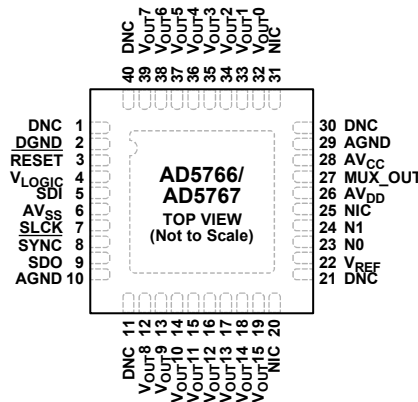 40 DNC
39 VOUT7
38 VOUT6
37 VOUT5
36 VOUT4
35 VOUT3
34 VOUT2
33 VOUT1
32 VOUT0
31 NIC
DNC 1
DGND 2
RESET 3
VLOGIC 4
SDI 5
AVSS 6
SLCK 7
SYNC 8
SDO 9
AGND 10
AD5766/
AD5767
TOP VIEW
(Not to Scale)
30 DNC
29 AGND
28 AVCC
27 MUX_OUT
26 AVDD
25 NIC
24 N1
23 N0
22 VREF
21 DNC
DNC 11
VOUT8 12
VOUT9 13
VOUT10 14
VOUT11 15
VOUT12 16
VOUT13 17
VOUT14 18
VOUT15 19
NIC 20